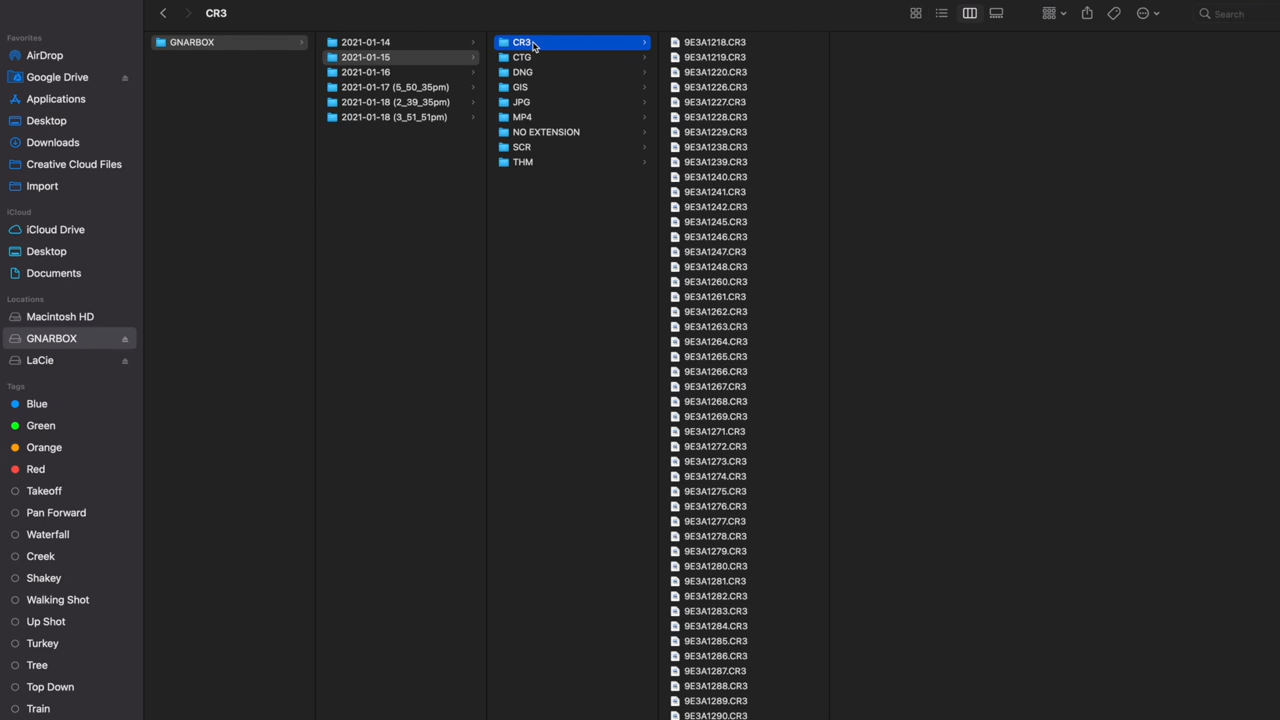 CR3
Search
Favorites
AirDrop
Google Drive
Applications
Desktop
Downloads
Creative Cloud Files
Import
iCloud
iCloud Drive
Desktop
Documents
Locations
Macintosh HD
GNARBOX
LaCie
Tags
Blue
Green
Orange
Red
Takeoff
Pan Forward
Waterfall
Creek
Shakey
Walking Shot
Up Shot
Turkey
Tree
Top Down
Train
GNARBOX
2021-01-14
2021-01-15
2021-01-16
2021-01-17 (5_50_35pm)
2021-01-18 (2_39_35pm)
2021-01-18 (3_51_51pm)
CR3
CTG
DNG
GIS
JPG
MP4
NO EXTENSION
SCR
THM
9E3A1218.CR3
9E3A1219.CR3
9E3A1220.CR3
9E3A1226.CR3
9E3A1227.CR3
9E3A1228.CR3
9E3A1229.CR3
9E3A1238.CR3
9E3A1239.CR3
9E3A1240.CR3
9E3A1241.CR3
9E3A1242.CR3
9E3A1245.CR3
9E3A1246.CR3
9E3A1247.CR3
9E3A1248.CR3
9E3A1260.CR3
9E3A1261.CR3
9E3A1262.CR3
9E3A1263.CR3
9E3A1264.CR3
9E3A1265.CR3
9E3A1266.CR3
9E3A1267.CR3
9E3A1268.CR3
9E3A1269.CR3
9E3A1271.CR3
9E3A1272.CR3
9E3A1273.CR3
9E3A1274.CR3
9E3A1275.CR3
9E3A1276.CR3
9E3A1277.CR3
9E3A1278.CR3
9E3A1279.CR3
9E3A1280.CR3
9E3A1281.CR3
9E3A1282.CR3
9E3A1283.CR3
9E3A1284.CR3
9E3A1285.CR3
9E3A1286.CR3
9E3A1287.CR3
9E3A1288.CR3
9E3A1289.CR3
9E3A1290.CR3